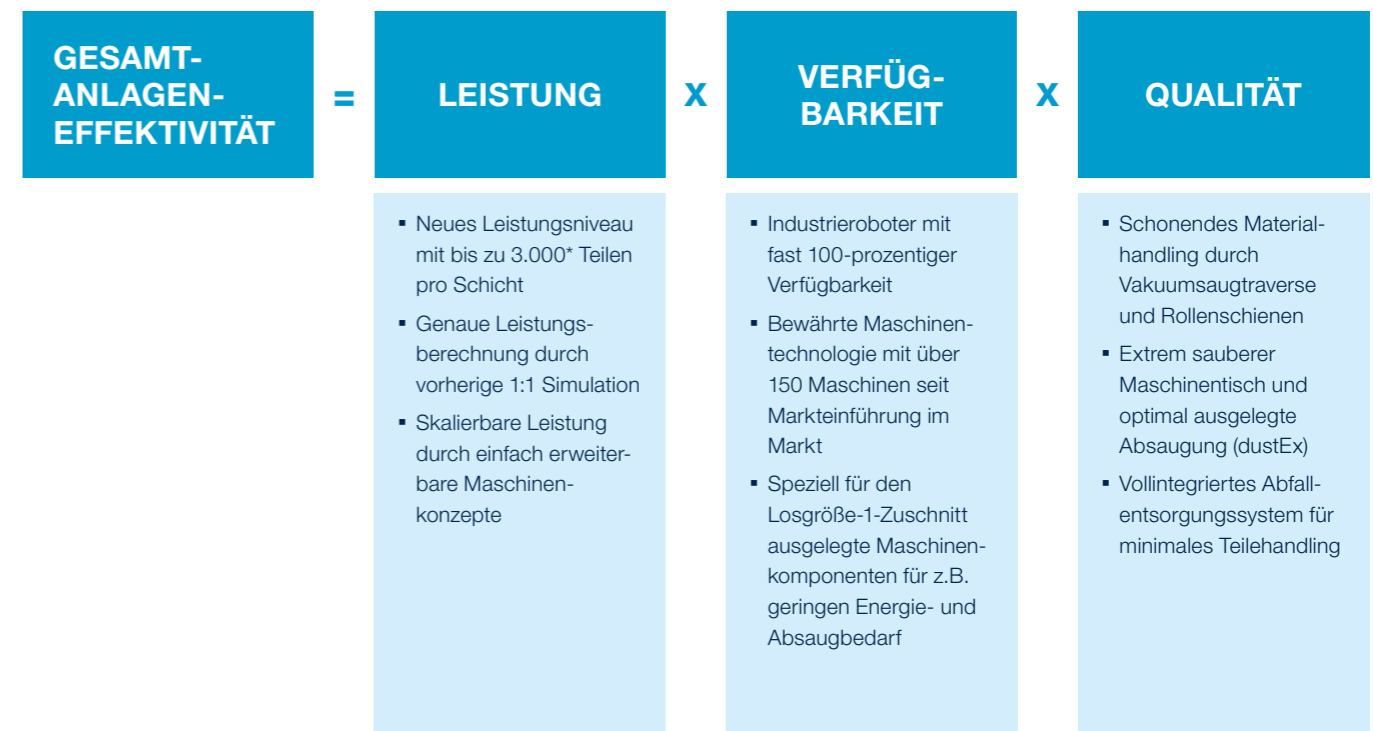 GESAMT-
ANLAGEN-
EFFEKTIVITÄT
=
LEISTUNG
X
VERFÜG-
BARKEIT
X
QUALITÄT
▪ Neues Leistungsniveau
mit bis zu 3.000* Teilen
pro Schicht
▪ Genaue Leistungs-
berechnung durch
vorherige 1:1 Simulation
▪ Skalierbare Leistung
durch einfach erweiter-
bare Maschinen-
konzepte
▪ Industrieroboter mit
fast 100-prozentiger
Verfügbarkeit
▪ Bewährte Maschinen-
technologie mit über
150 Maschinen seit
Markteinführung im
Markt
▪ Speziell für den
Losgröße-1-Zuschnitt
ausgelegte Maschinen-
komponenten für z.B.
geringen Energie- und
Absaugbedarf
▪ Schonendes Material-
handling durch
Vakuumsaugtraverse
und Rollenschienen
▪ Extrem sauberer
Maschinentisch und
optimal ausgelegte
Absaugung (dustEx)
▪ Vollintegriertes Abfall-
entsorgungssystem für
minimales Teilehandling